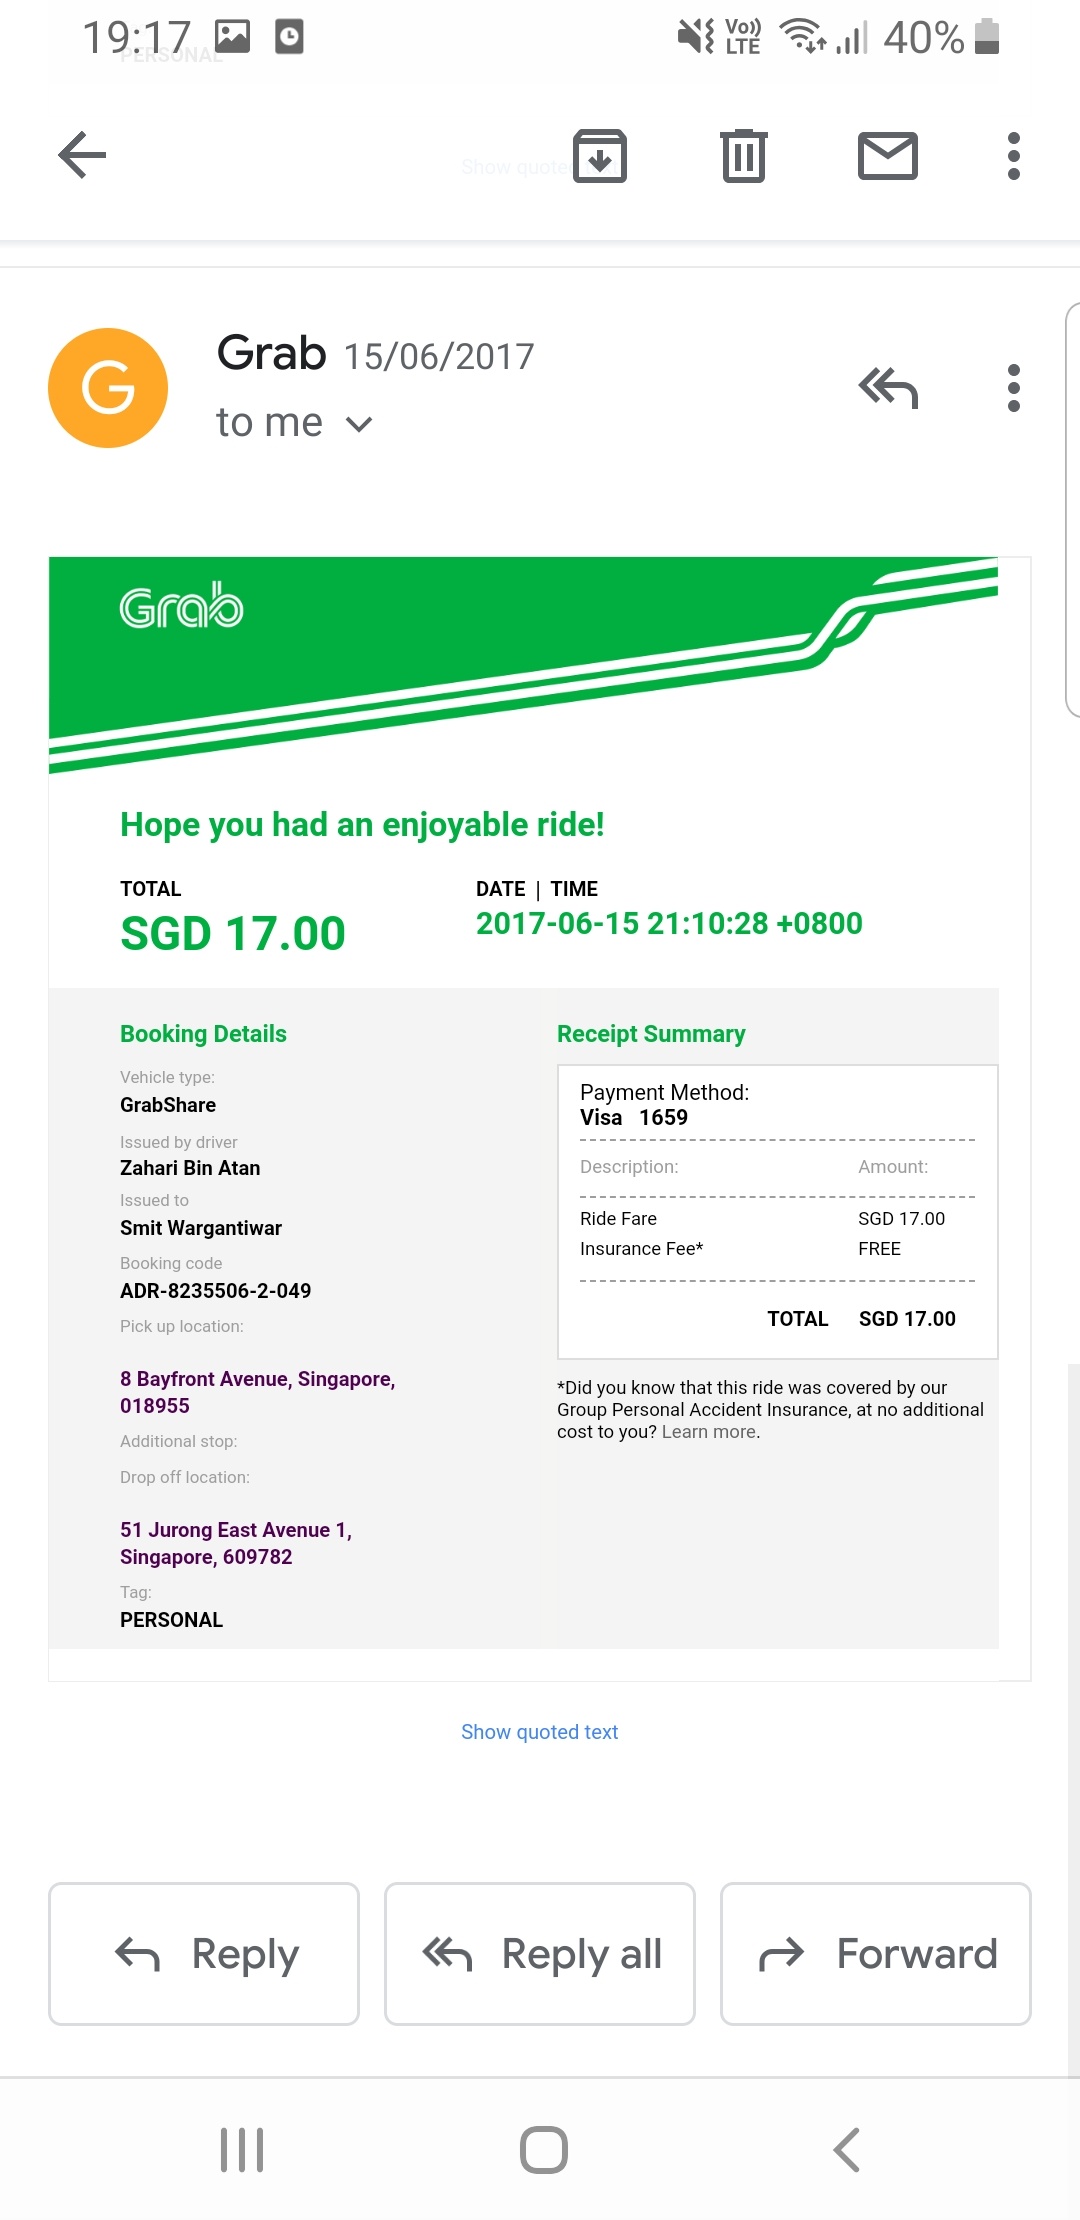 19:17
Vo)) LTE
40%
PERSONAL
Show quoted text
G
Grab 15/06/2017
to me
Grab
Hope you had an enjoyable ride!
TOTAL
SGD 17.00
DATE | TIME
2017-06-15 21:10:28 +0800
Booking Details
Vehicle type:
GrabShare
Issued by driver
Zahari Bin Atan
Issued to
Smit Wargantiwar
Booking code
ADR-8235506-2-049
Pick up location:
8 Bayfront Avenue, Singapore,
018955
Additional stop:
Drop off location:
51 Jurong East Avenue 1,
Singapore, 609782
Tag:
PERSONAL
Receipt Summary
Payment Method:
Visa 1659
Description: Amount:
Ride Fare SGD 17.00
Insurance Fee* FREE
TOTAL SGD 17.00
*Did you know that this ride was covered by our
Group Personal Accident Insurance, at no additional
cost to you? Learn more.
Show quoted text
Reply
Reply all
Forward